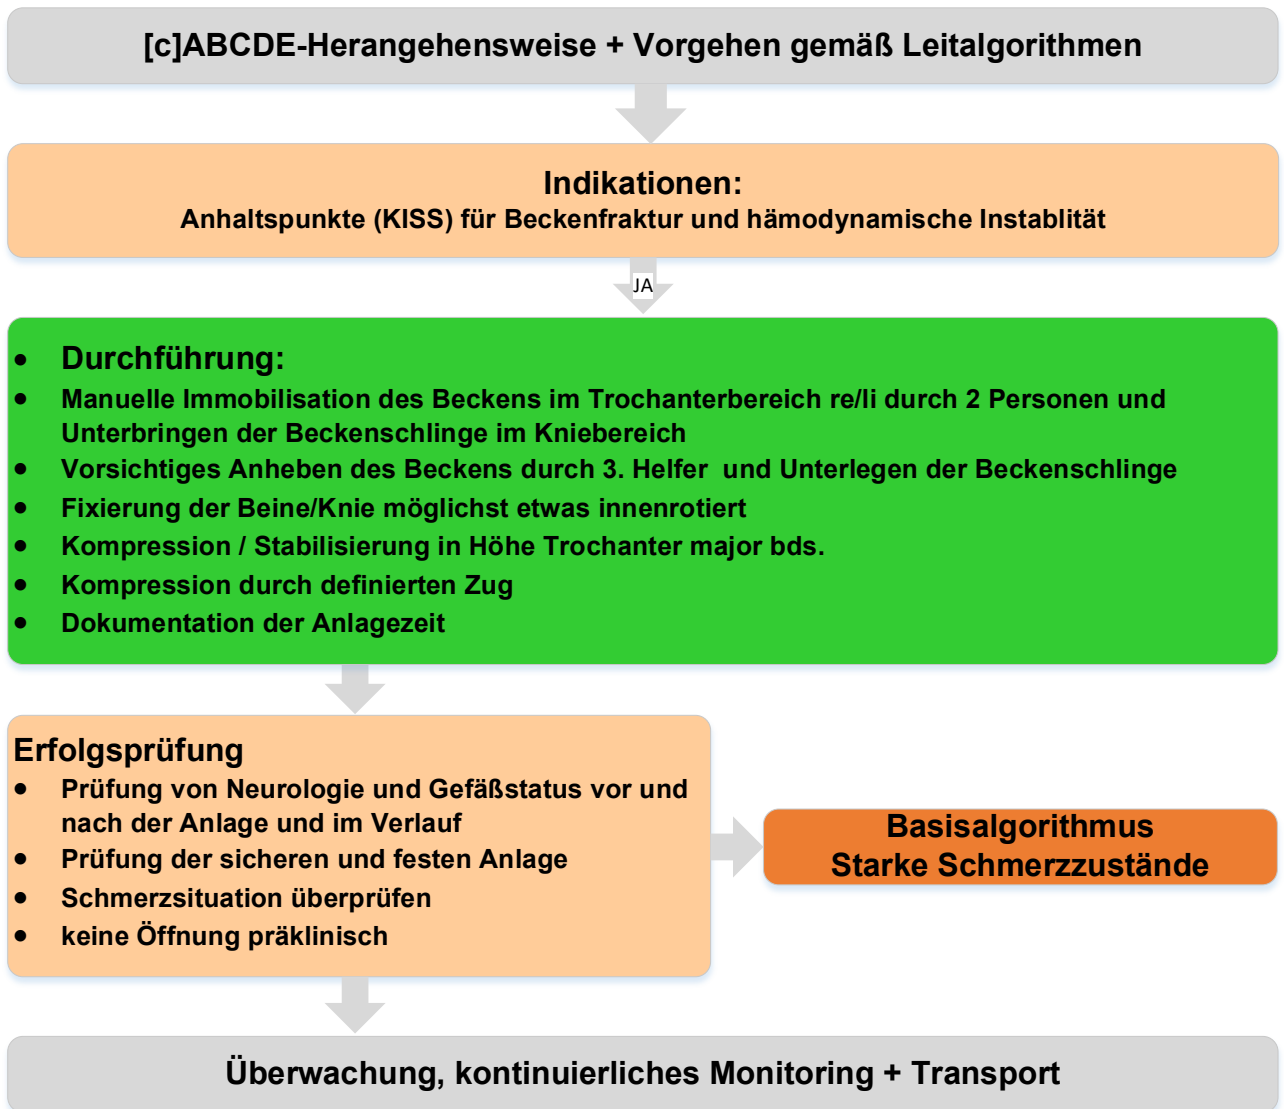 [c]ABCDE-Herangehensweise + Vorgehen gemäß Leitalgorithmen
Indikationen:
Anhaltspunkte (KISS) für Beckenfraktur und hämodynamische Instablität
JA
• Durchführung:
• Manuelle Immobilisation des Beckens im Trochanterbereich re/li durch 2 Personen und
Unterbringen der Beckenschlinge im Kniebereich
• Vorsichtiges Anheben des Beckens durch 3. Helfer und Unterlegen der Beckenschlinge
• Fixierung der Beine/Knie möglichst etwas innenrotiert
• Kompression / Stabilisierung in Höhe Trochanter major bds.
• Kompression durch definierten Zug
• Dokumentation der Anlagezeit
Erfolgsprüfung
• Prüfung von Neurologie und Gefäßstatus vor und
nach der Anlage und im Verlauf
• Prüfung der sicheren und festen Anlage
• Schmerzsituation überprüfen
• keine Öffnung präklinisch
Basisalgorithmus
Starke Schmerzzustände
Überwachung, kontinuierliches Monitoring + Transport